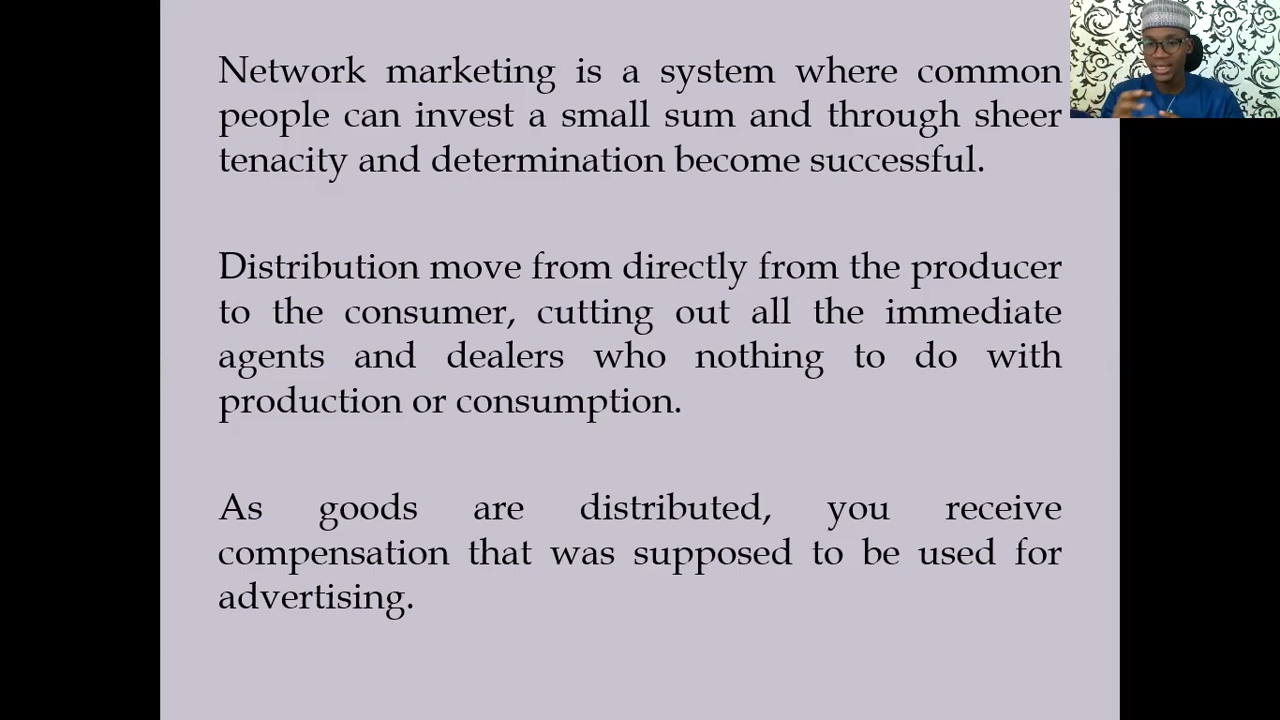 Network marketing is a system where common
people can invest a small sum and through sheer
tenacity and determination become successful.
Distribution move from directly from the producer
to the consumer, cutting out all the immediate
agents and dealers who nothing to do with
production or consumption.
As goods are distributed, you receive
compensation that was supposed to be used for
advertising.